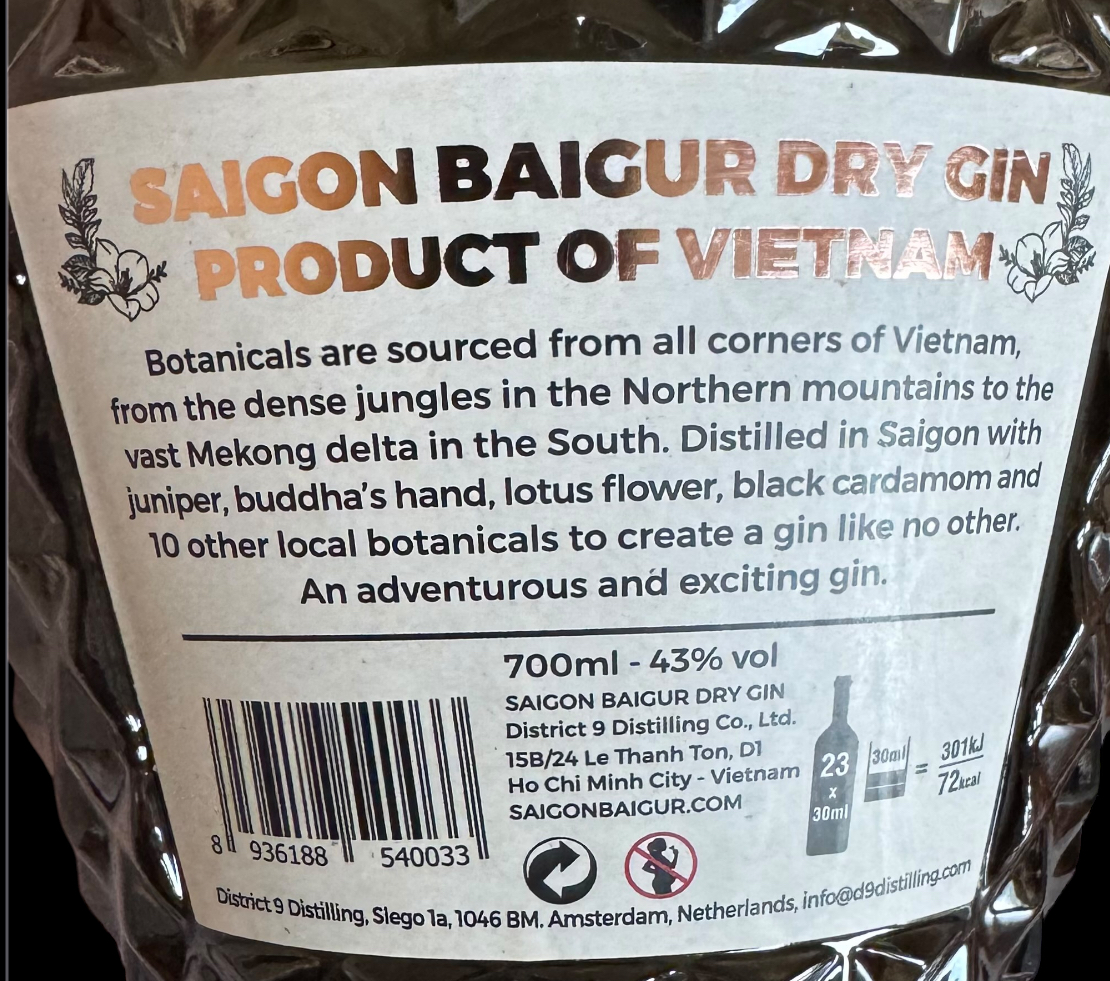 SAIGON BAIGUR DRY GIN
PRODUCT OF VIETNAM
Botanicals are sourced from all corners of Vietnam,
from the dense jungles in the Northern mountains to the
vast Mekong delta in the South. Distilled in Saigon with
juniper, buddha's hand, lotus flower, black cardamom and
10 other local botanicals to create a gin like no other.
An adventurous and exciting gin.
700ml - 43% vol
SAIGON BAIGUR DRY GIN
District 9 Distilling Co., Ltd.
15B/24 Le Thanh Ton, D1
Ho Chi Minh City - Vietnam
SAIGONBAIGUR.COM
23
x
30ml
30ml
=
301kJ
72kcal
8 936188 540033
District 9 Distilling, Slego 1a, 1046 BM. Amsterdam, Netherlands, info@d9distilling.com